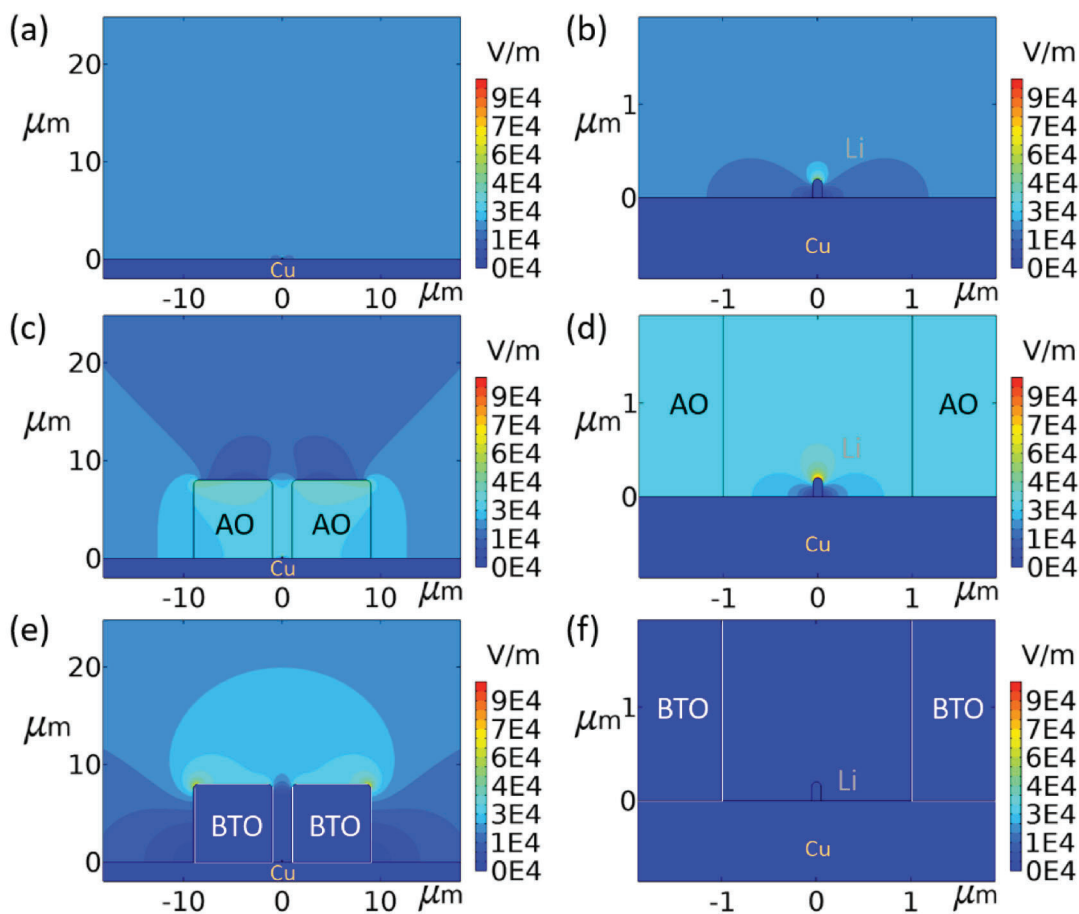 (a)
V/m
9E4
7E4
6E4
4E4
3E4
1E4
0E4
20
μm
10
0
Cu
-10 0 10 μm
(b)
V/m
9E4
7E4
6E4
4E4
3E4
1E4
0E4
1
μm
Li
0
Cu
-1 0 1 μm
(c)
V/m
9E4
7E4
6E4
4E4
3E4
1E4
0E4
20
μm
10
AO AO
0
Cu
-10 0 10 μm
(d)
V/m
9E4
7E4
6E4
4E4
3E4
1E4
0E4
AO AO
1
μm
Li
0
Cu
-1 0 1 μm
(e)
V/m
9E4
7E4
6E4
4E4
3E4
1E4
0E4
20
μm
10
BTO BTO
0
Cu
-10 0 10 μm
(f)
V/m
9E4
7E4
6E4
4E4
3E4
1E4
0E4
BTO BTO
1
μm
Li
0
Cu
-1 0 1 μm